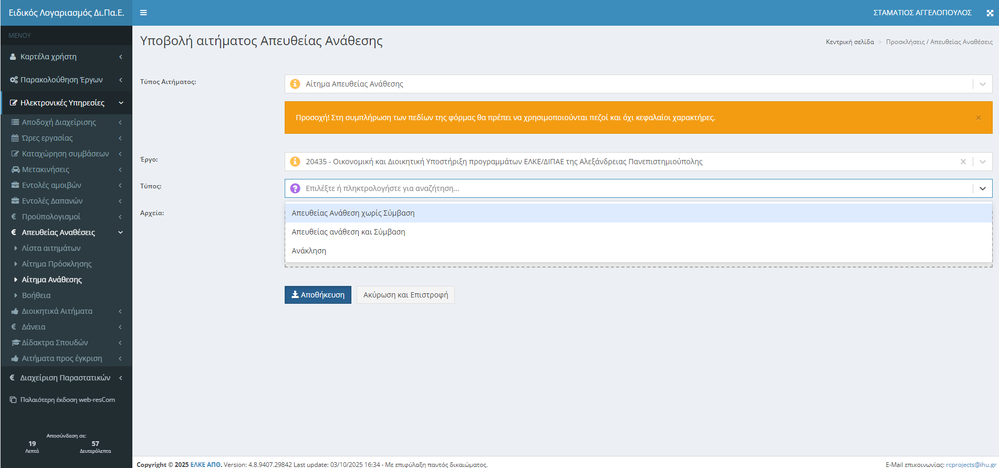 Ειδικός Λογαριασμός Δι.Πα.Ε.
ΣΤΑΜΑΤΙΟΣ ΑΓΓΕΛΟΠΟΥΛΟΣ
ΜΕΝΟΥ
Καρτέλα χρήστη
Παρακολούθηση Έργων
Ηλεκτρονικές Υπηρεσίες
Αποδοχή Διαχείρισης
Ώρες εργασίας
Καταχώρηση συμβάσεων
Μετακινήσεις
Εντολές αμοιβών
Εντολές Δαπανών
Προϋπολογισμοί
Απευθείας Αναθέσεις
Λίστα αιτημάτων
Αίτημα Πρόσκλησης
Αίτημα Ανάθεσης
Βοήθεια
Διοικητικά Αιτήματα
Δάνεια
Δίδακτρα Σπουδών
Αιτήματα προς έγκριση
Διαχείριση Παραστατικών
Παλαιότερη έκδοση web-resCom
Αποσύνδεση σε:
19 57
Λεπτά Δευτερόλεπτα
Υποβολή αιτήματος Απευθείας Ανάθεσης
Κεντρική σελίδα > Προσκλήσεις / Απευθείας Αναθέσεις
Τύπος Αιτήματος:
Αίτημα Απευθείας Ανάθεσης
Προσοχή! Στη συμπλήρωση των πεδίων της φόρμας θα πρέπει να χρησιμοποιούνται πεζοί και όχι κεφαλαίοι χαρακτήρες. ×
Έργο:
20435 - Οικονομική και Διοικητική Υποστήριξη προγραμμάτων ΕΛΚΕ/ΔΙΠΑΕ της Αλεξάνδρειας Πανεπιστημιούπολης
Τύπος:
Επιλέξτε ή πληκτρολογήστε για αναζήτηση...
Αρχεία:
Απευθείας Ανάθεση χωρίς Σύμβαση
Απευθείας ανάθεση και Σύμβαση
Ανάκληση
Αποθήκευση
Ακύρωση και Επιστροφή
Copyright © 2025 ΕΛΚΕ ΑΠΘ. Version: 4.8.9407.29842 Last update: 03/10/2025 16:34 - Με επιφύλαξη παντός δικαιώματος.
E-Mail επικοινωνίας: rcprojects@ihu.gr